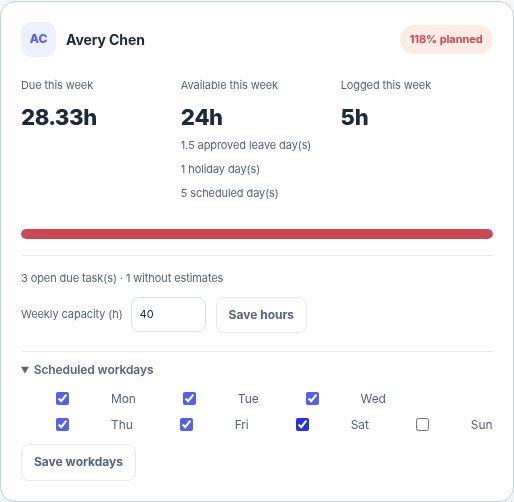 AC Avery Chen 118% planned
Due this week Available this week Logged this week
28.33h 24h 5h
1.5 approved leave day(s)
1 holiday day(s)
5 scheduled day(s)
3 open due task(s) · 1 without estimates
Weekly capacity (h) 40 Save hours
▼ Scheduled workdays
Mon Tue Wed
Thu Fri Sat Sun
Save workdays